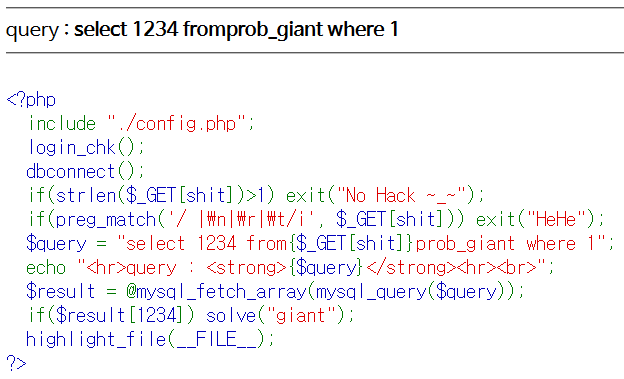 query : select 1234 fromprob_giant where 1
<?php
include "./config.php";
login_chk();
dbconnect();
if(strlen($_GET[shit])>1) exit("No Hack ~_~");
if(preg_match('/ |₩n|₩r|₩t/i', $_GET[shit])) exit("HeHe");
$query = "select 1234 from{$_GET[shit]}prob_giant where 1";
echo "<hr>query : <strong>{$query}</strong><hr><br>";
$result = @mysql_fetch_array(mysql_query($query));
if($result[1234]) solve("giant");
highlight_file(__FILE__);
?>